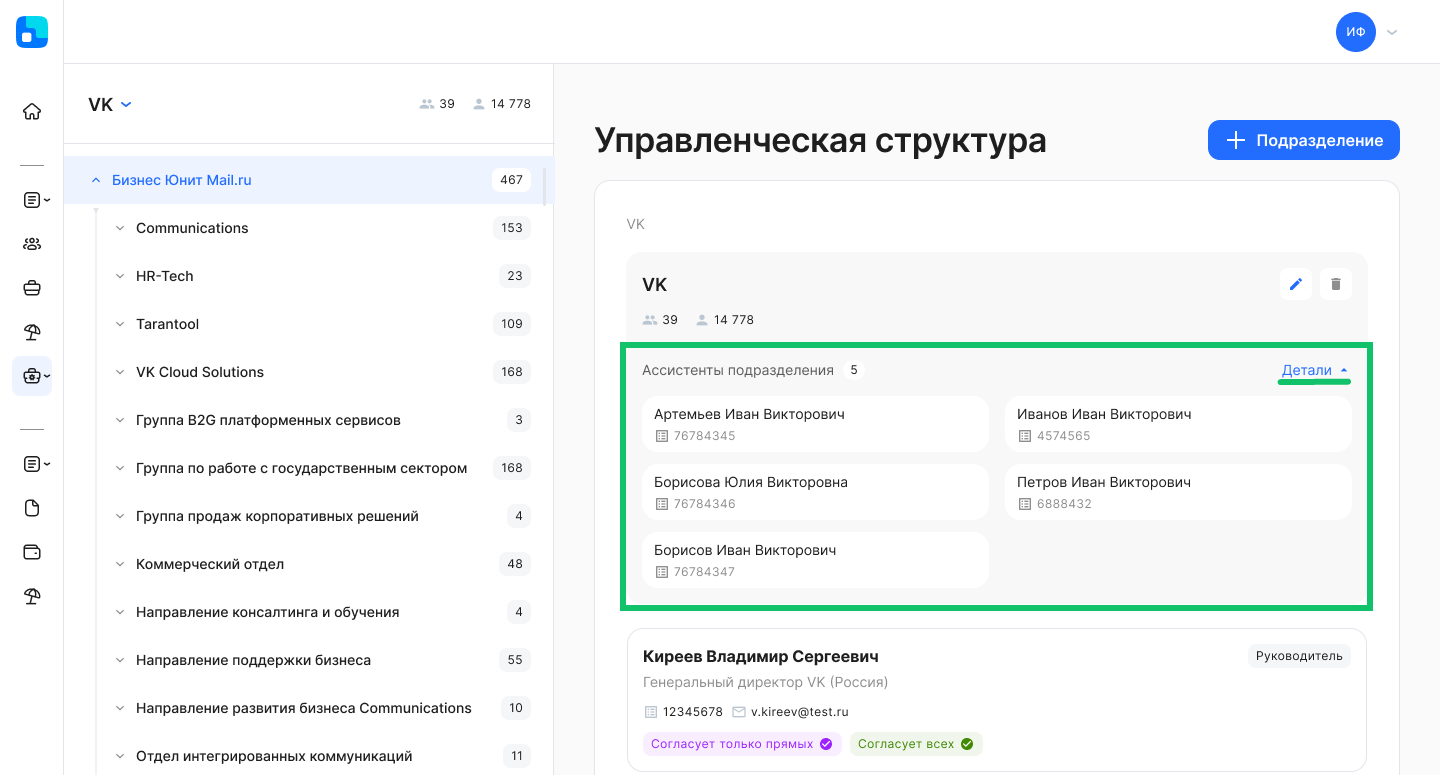 ИФ
VK 39 14 778
Бизнес Юнит Mail.ru 467
Communications 153
HR-Tech 23
Tarantool 109
VK Cloud Solutions 168
Группа B2G платформенных сервисов 3
Группа по работе с государственным сектором 168
Группа продаж корпоративных решений 4
Коммерческий отдел 48
Направление консалтинга и обучения 4
Направление поддержки бизнеса 55
Направление развития бизнеса Communications 10
Отдел интегрированных коммуникаций 11
Управленческая структура
Подразделение
VK
VK
39 14 778
Ассистенты подразделения 5 Детали
Артемьев Иван Викторович
76784345
Иванов Иван Викторович
4574565
Борисова Юлия Викторовна
76784346
Петров Иван Викторович
6888432
Борисов Иван Викторович
76784347
Киреев Владимир Сергеевич Руководитель
Генеральный директор VK (Россия)
12345678 v.kireev@test.ru
Согласует только прямых Согласует всех